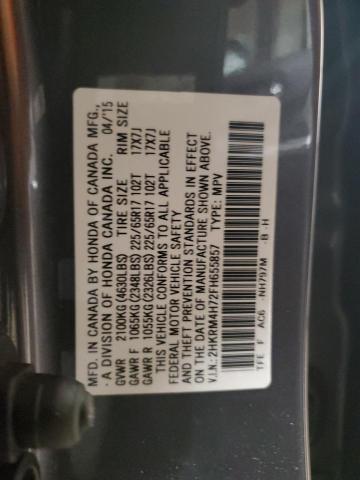 MFD. IN CANADA BY HONDA OF CANADA MFG.,
- A DIVISION OF HONDA CANADA INC. 04/'15
GVWR 2100KG(4630LBS) TIRE SIZE RIM SIZE
GAWR F 1065KG(2348LBS) 225/65R17 102T 17X7J
GAWR R 1055KG(2326LBS) 225/65R17 102T 17X7J
THIS VEHICLE CONFORMS TO ALL APPLICABLE
FEDERAL MOTOR VEHICLE SAFETY
AND THEFT PREVENTION STANDARDS IN EFFECT
ON THE DATE OF MANUFACTURE SHOWN ABOVE.
V.I.N.: 2HKRM4H72FH655857 TYPE: MPV
TFE F AC6 -NH797M -B -H